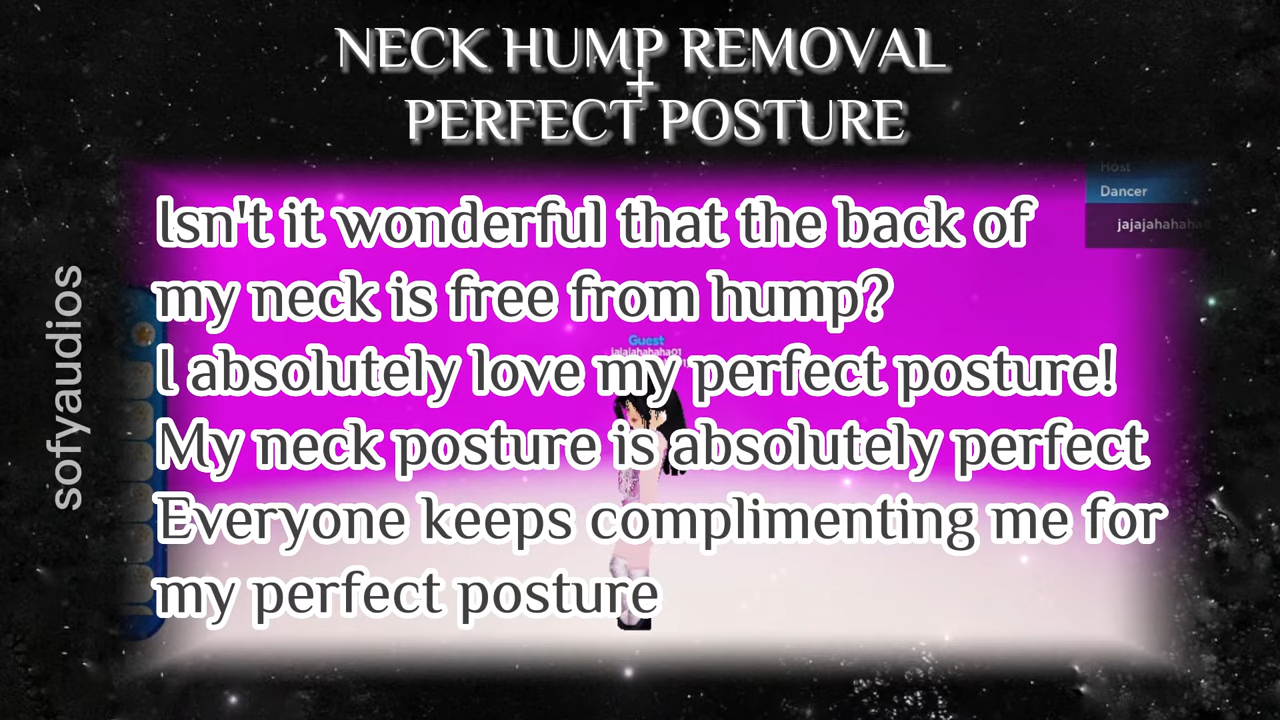 NECK HUMP REMOVAL
+
PERFECT POSTURE
Host
Dancer
jajajahahaha
Isn't it wonderful that the back of
my neck is free from hump?
Guest
jajajahahaha01
I absolutely love my perfect posture!
My neck posture is absolutely perfect
Everyone keeps complimenting me for
my perfect posture
sofyaudios